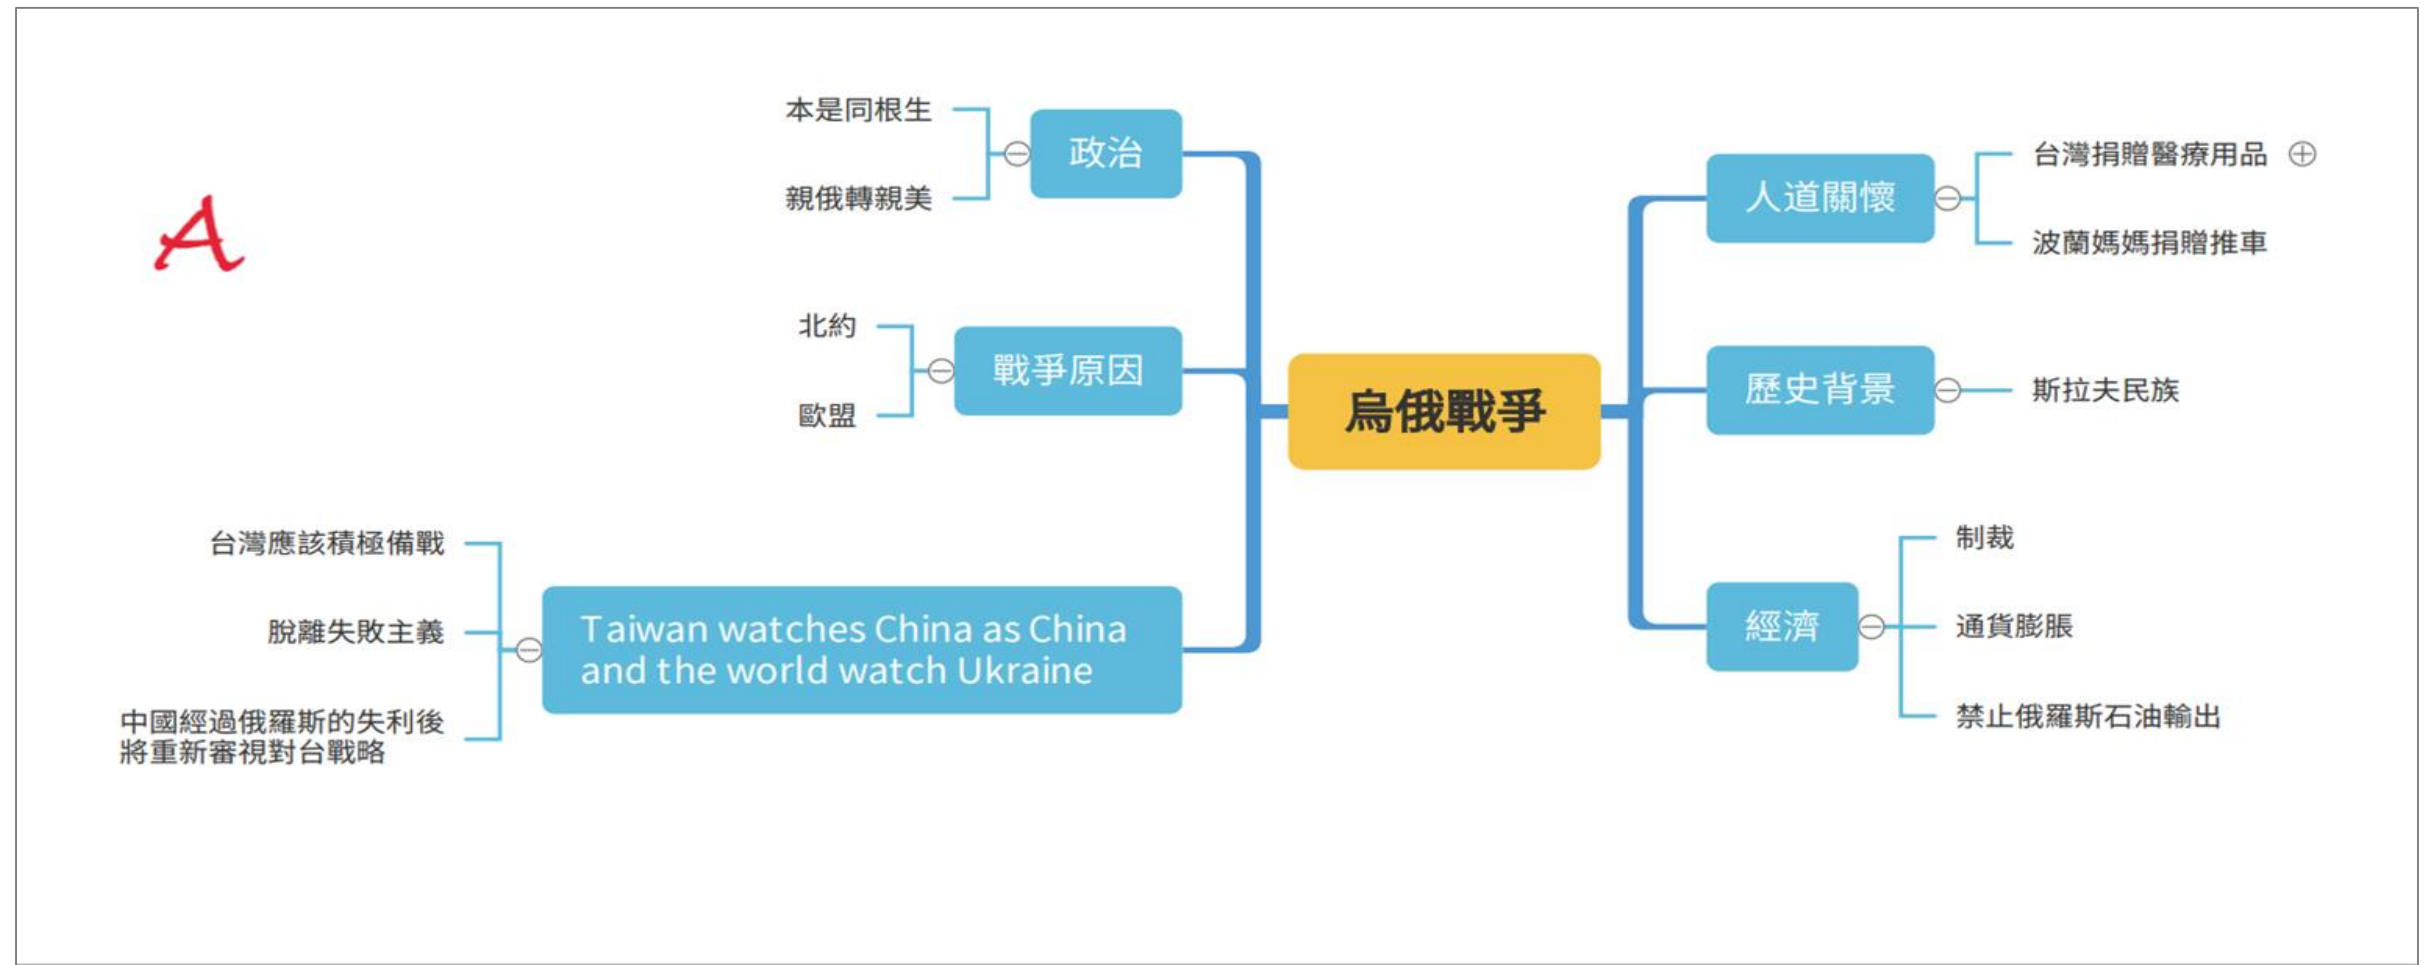 A
本是同根生
政治
親俄轉親美
北約
戰爭原因
歐盟
台灣應該積極備戰
脫離失敗主義
中國經過俄羅斯的失利後
將重新審視對台戰略
Taiwan watches China as China
and the world watch Ukraine
烏俄戰爭
人道關懷
台灣捐贈醫療用品
波蘭媽媽捐贈推車
歷史背景
斯拉夫民族
經濟
制裁
通貨膨脹
禁止俄羅斯石油輸出